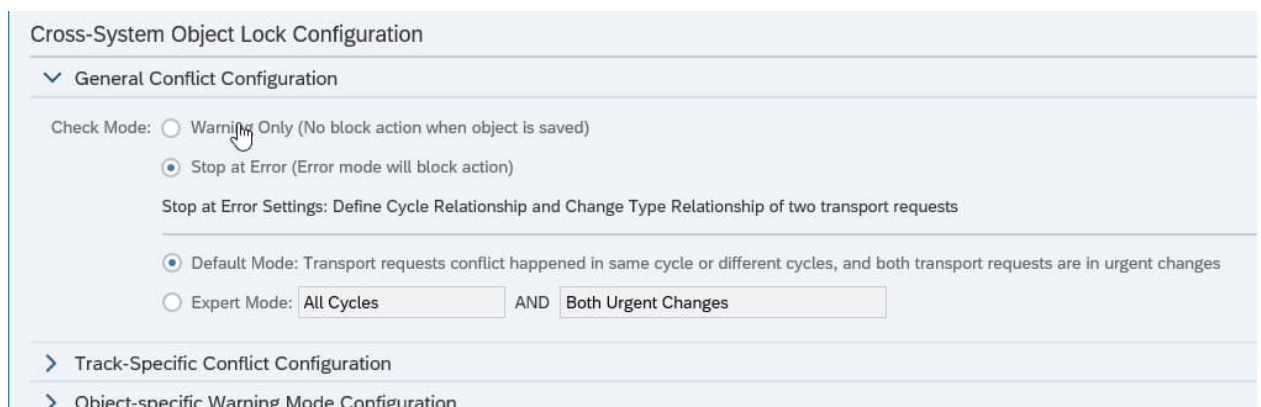 Cross-System Object Lock Configuration
General Conflict Configuration
Check Mode: Warning Only (No block action when object is saved)
Stop at Error (Error mode will block action)
Stop at Error Settings: Define Cycle Relationship and Change Type Relationship of two transport requests
Default Mode: Transport requests conflict happened in same cycle or different cycles, and both transport requests are in urgent changes
Expert Mode: All Cycles AND Both Urgent Changes
Track-Specific Conflict Configuration
Object-specific Warning Mode Configuration